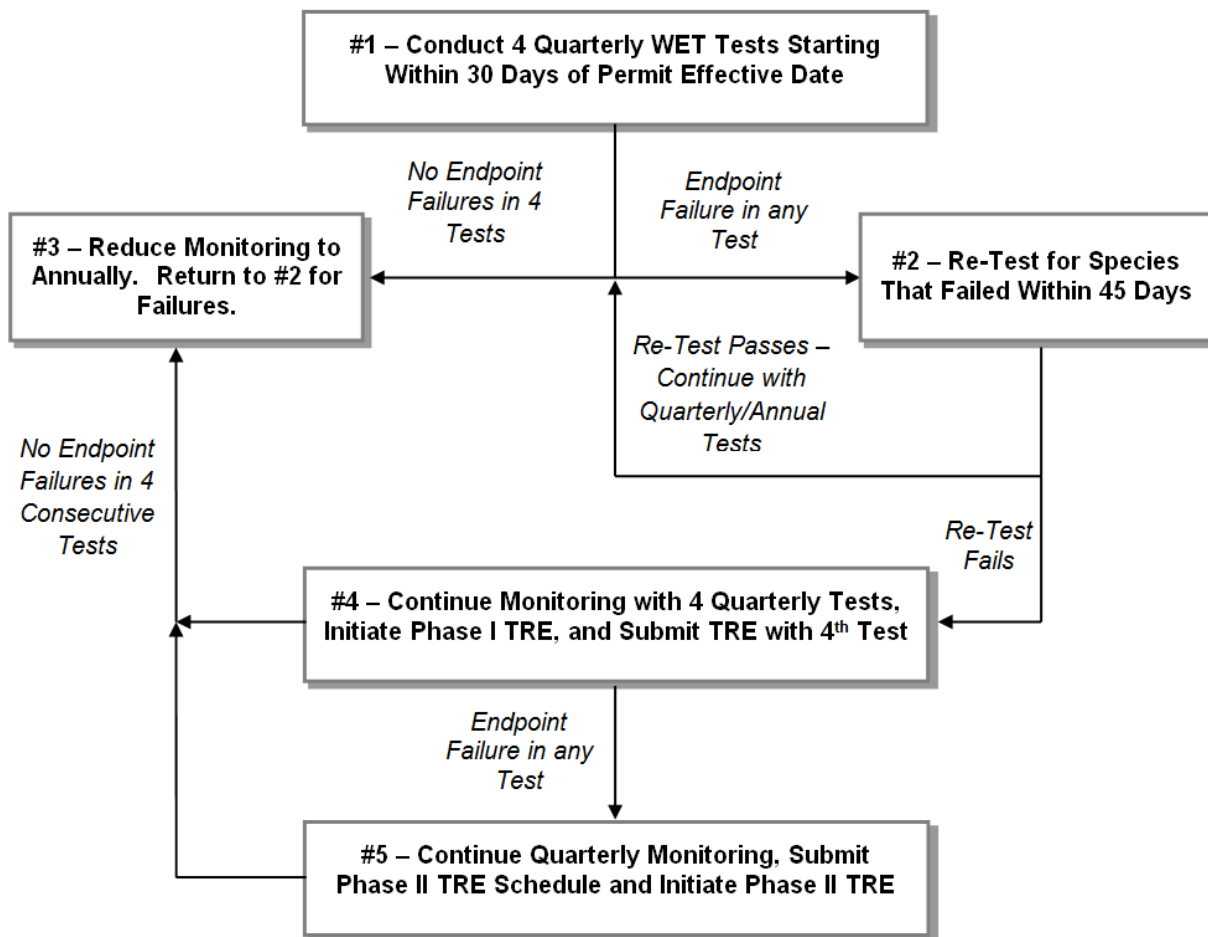 #1 – Conduct 4 Quarterly WET Tests Starting
Within 30 Days of Permit Effective Date
No Endpoint
Failures in 4
Tests
Endpoint
Failure in any
Test
#3 – Reduce Monitoring to
Annually. Return to #2 for
Failures.
#2 – Re-Test for Species
That Failed Within 45 Days
Re-Test Passes –
Continue with
Quarterly/Annual
Tests
No Endpoint
Failures in 4
Consecutive
Tests
Re-Test
Fails
#4 – Continue Monitoring with 4 Quarterly Tests,
Initiate Phase I TRE, and Submit TRE with 4th Test
Endpoint
Failure in any
Test
#5 – Continue Quarterly Monitoring, Submit
Phase II TRE Schedule and Initiate Phase II TRE